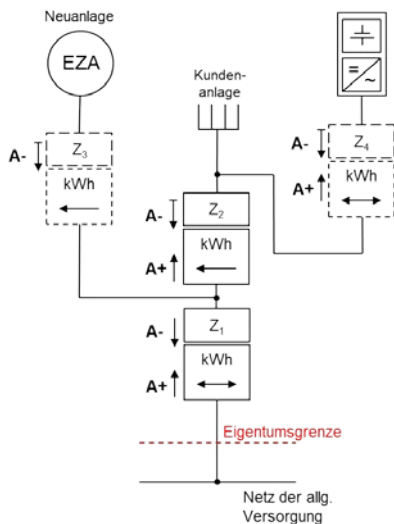 Neuanlage
EZA
Kunden-
anlage
=
~
A-
Z3
kWh
A-
Z4
kWh
A+
A-
Z2
kWh
A+
A-
Z1
kWh
A+
Eigentumsgrenze
Netz der allg.
Versorgung